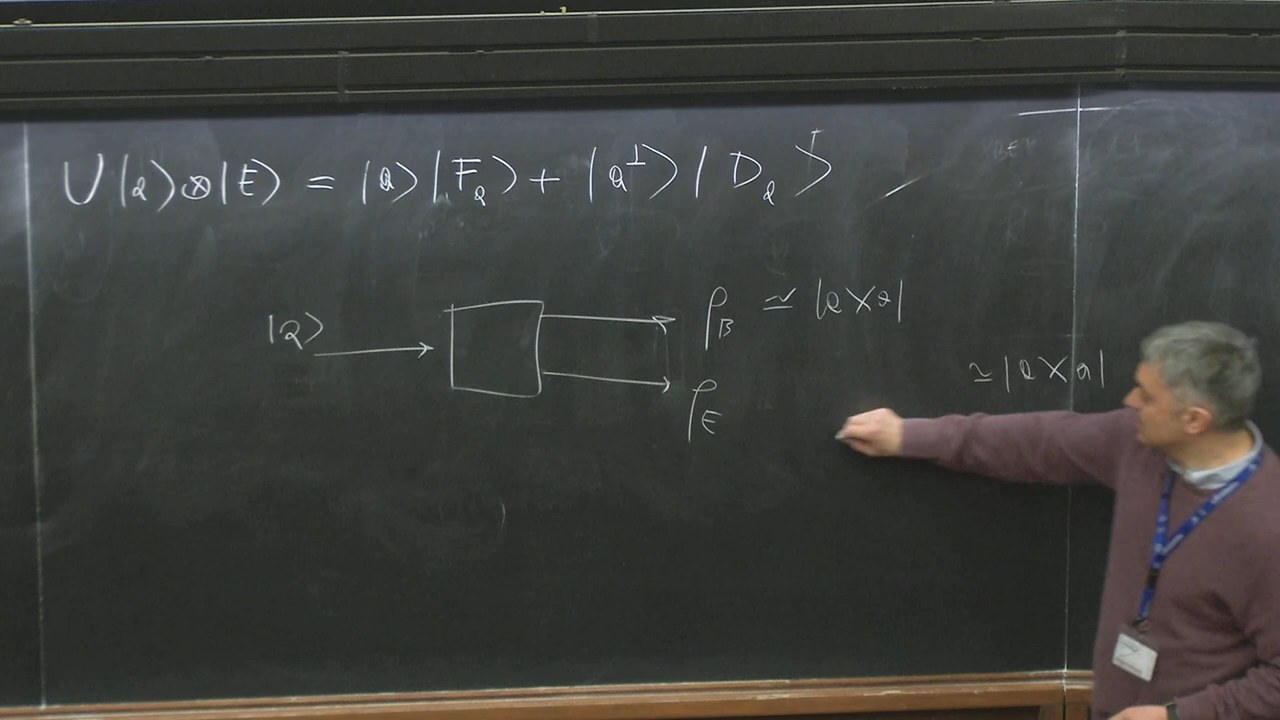 U|a⟩⊗|E⟩ = |a⟩|F_a⟩ + |a^⊥⟩|D_a⟩
|a⟩
ρ_B ≃ |a⟩⟨a|
≃ |a⟩⟨a|
ρ_E